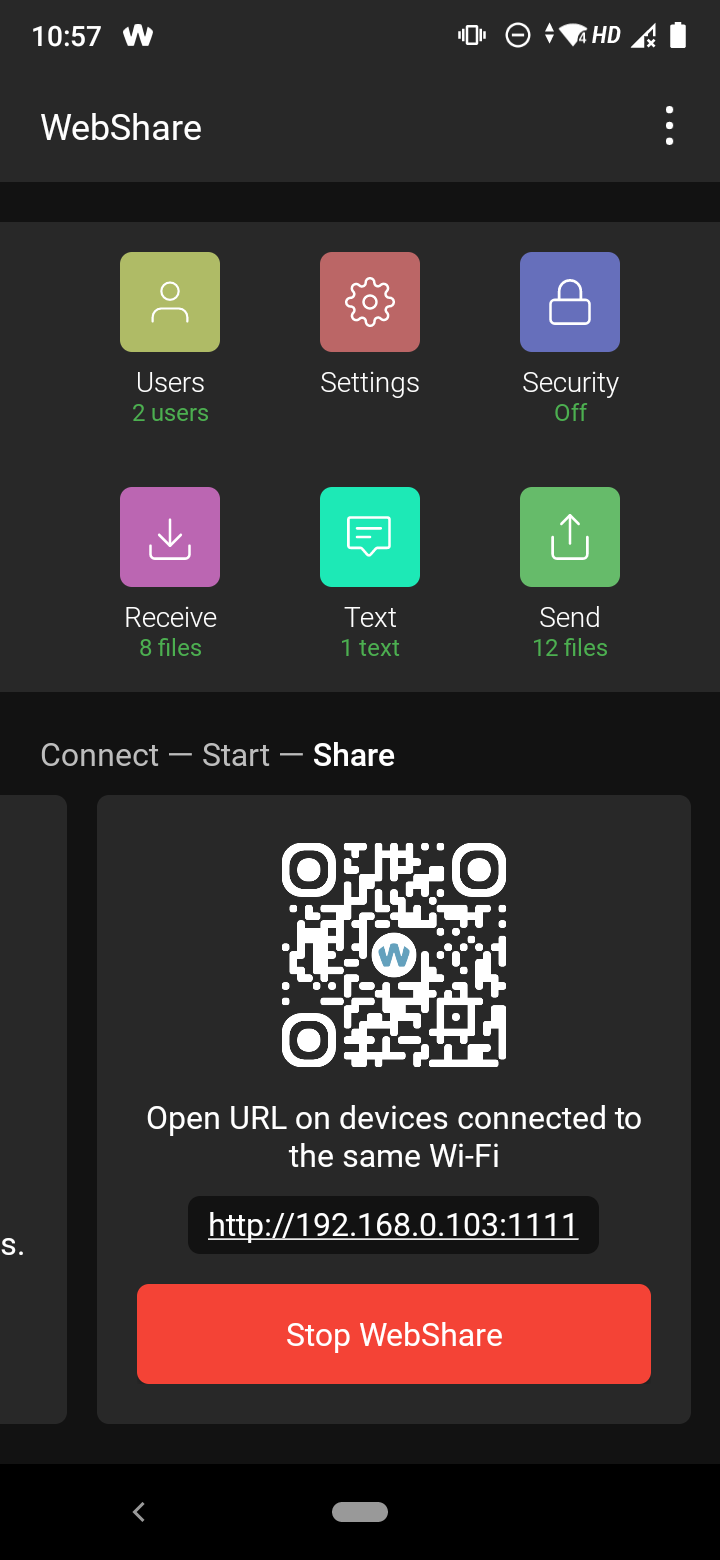 10:57
4 HD
WebShare
Users
Settings
Security
2 users
Off
Receive
Text
Send
8 files
1 text
12 files
Connect — Start — Share
s.
Open URL on devices connected to
the same Wi-Fi
http://192.168.0.103:1111
Stop WebShare